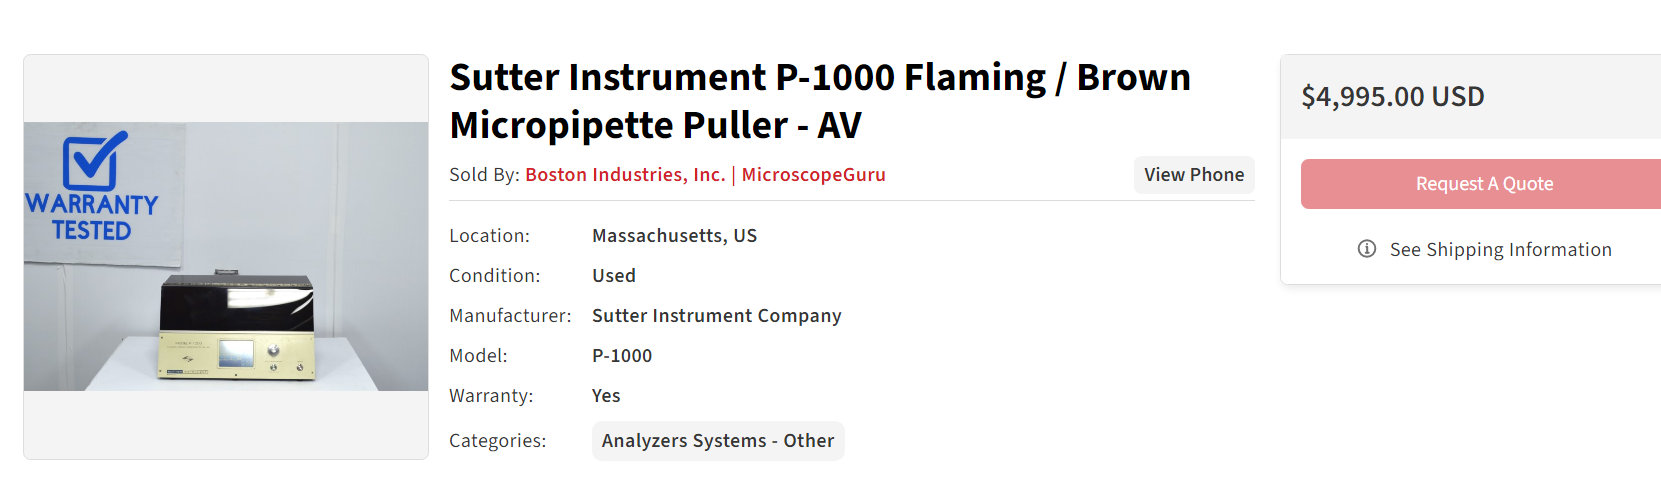 Sutter Instrument P-1000 Flaming / Brown
Micropipette Puller - AV
Sold By: Boston Industries, Inc. | MicroscopeGuru
View Phone
Location: Massachusetts, US
Condition: Used
Manufacturer: Sutter Instrument Company
Model: P-1000
Warranty: Yes
Categories: Analyzers Systems - Other
$4,995.00 USD
Request A Quote
See Shipping Information
WARRANTY
TESTED